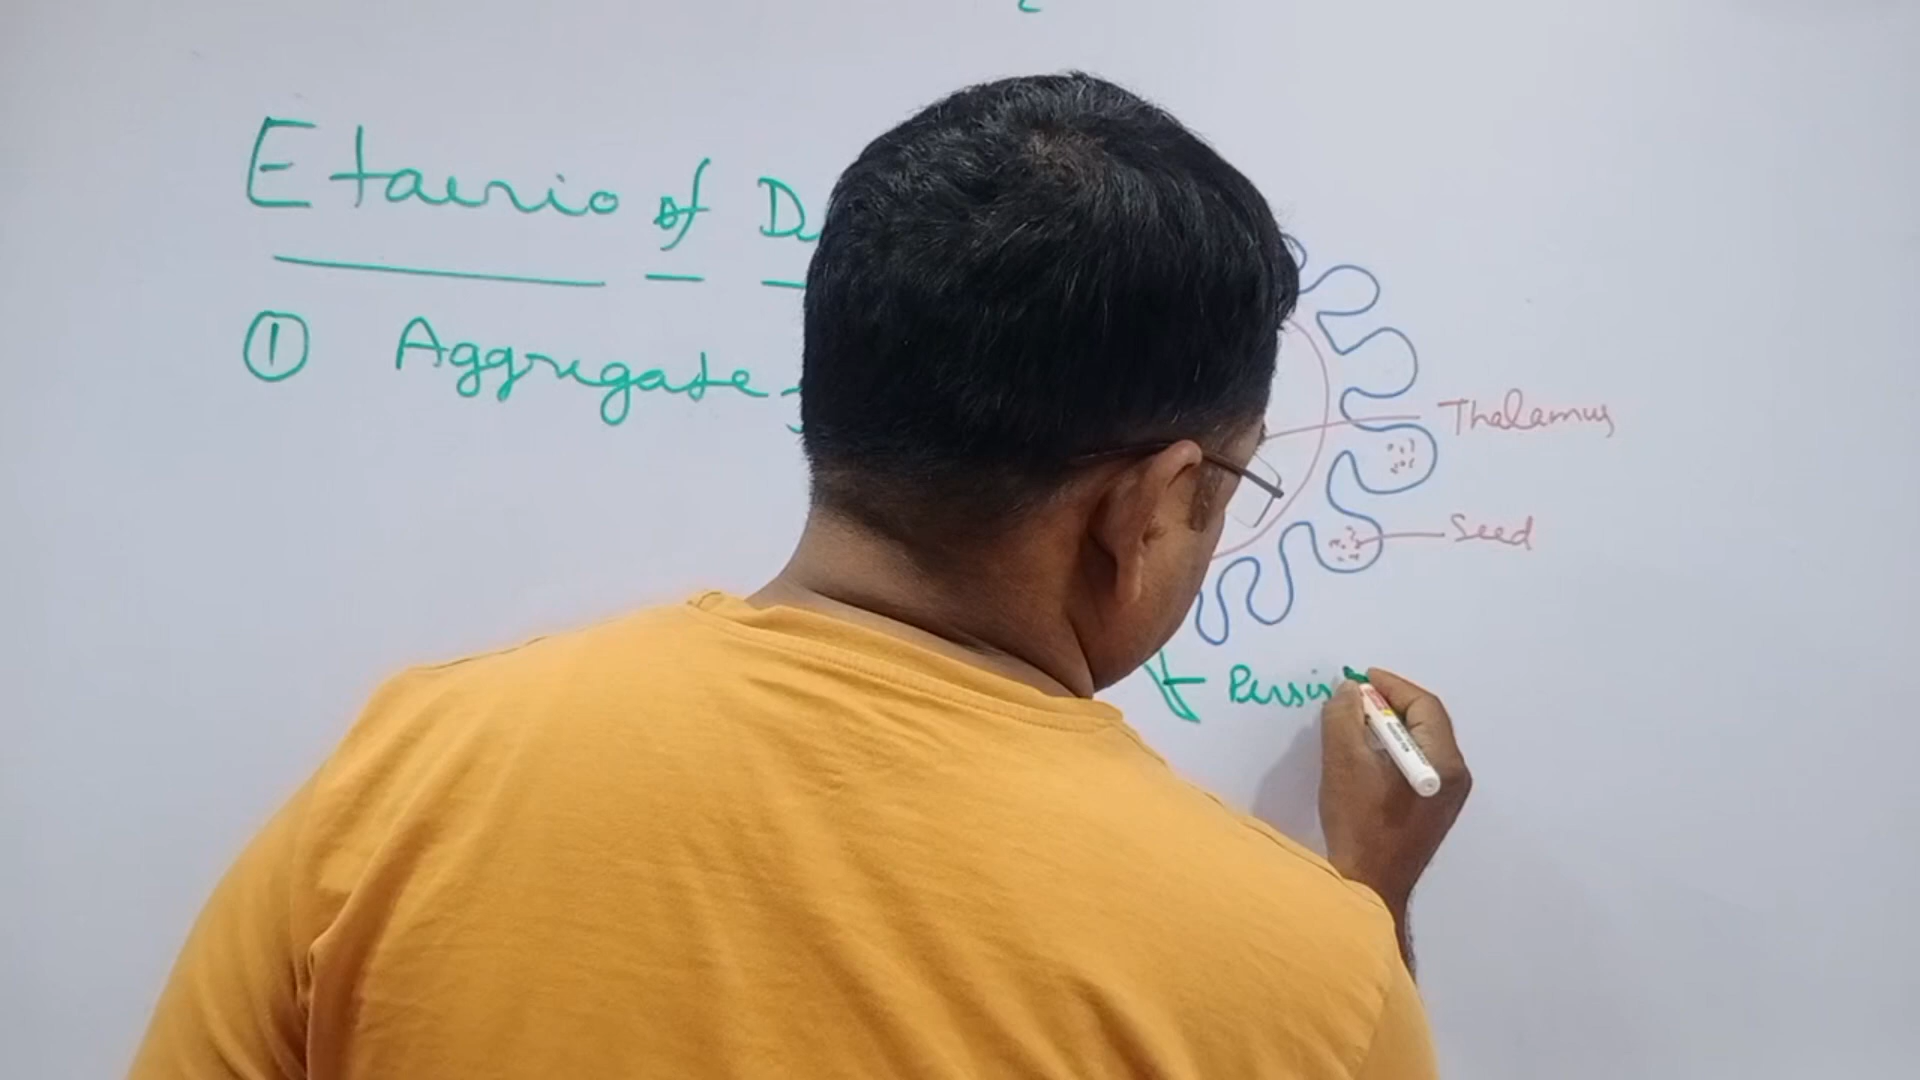 Etaerio of D
① Aggregate
Thalamus
Seed
Persis